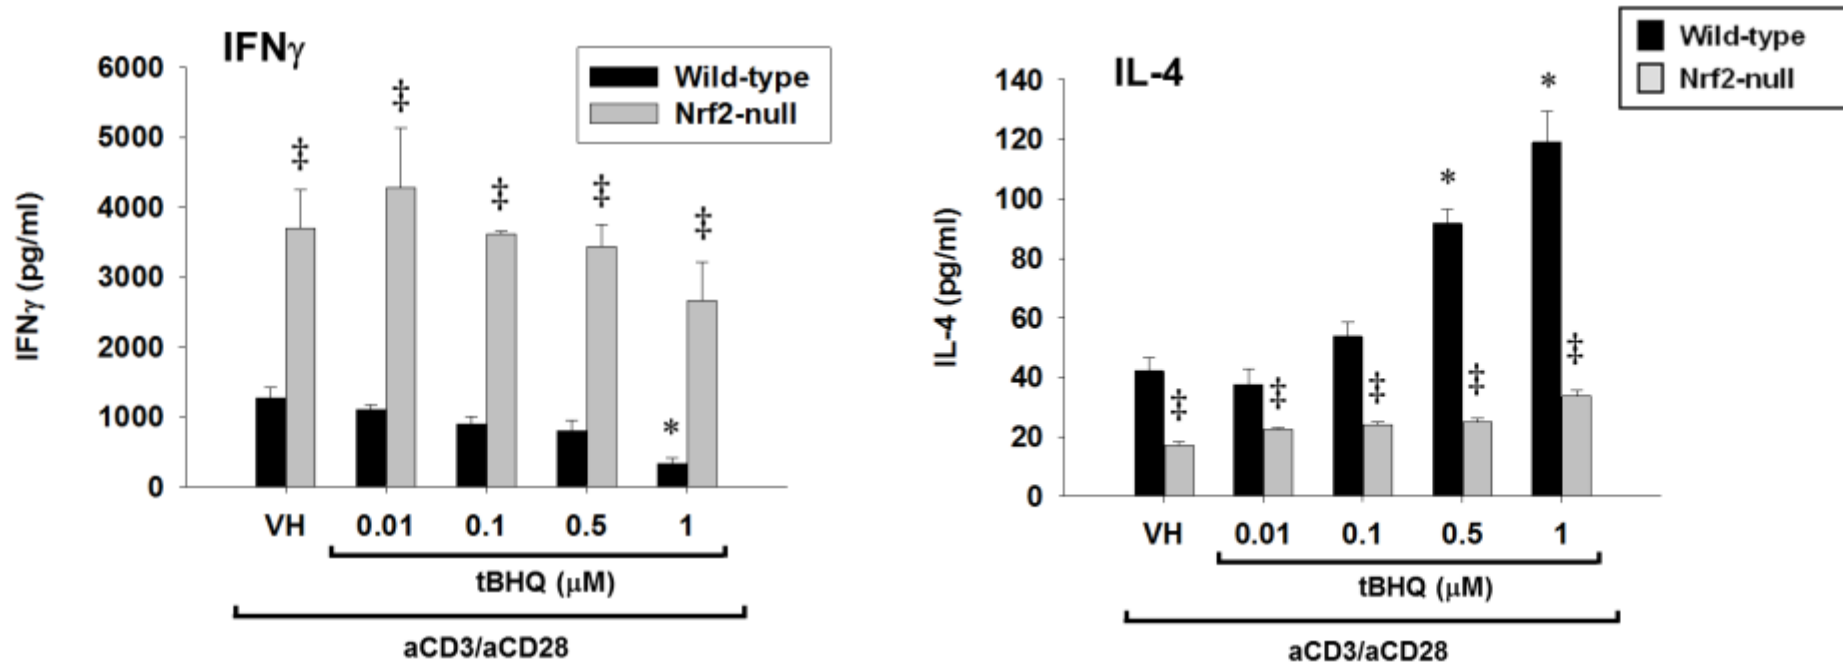 IFNγ
Wild-type
Nrf2-null
IFNγ (pg/ml)
6000
5000
4000
3000
2000
1000
0
‡
‡
‡
‡
‡
*
VH 0.01 0.1 0.5 1
tBHQ (μM)
aCD3/aCD28
IL-4
Wild-type
Nrf2-null
IL-4 (pg/ml)
140
120
100
80
60
40
20
0
*
*
‡
‡
‡
‡
‡
VH 0.01 0.1 0.5 1
tBHQ (μM)
aCD3/aCD28